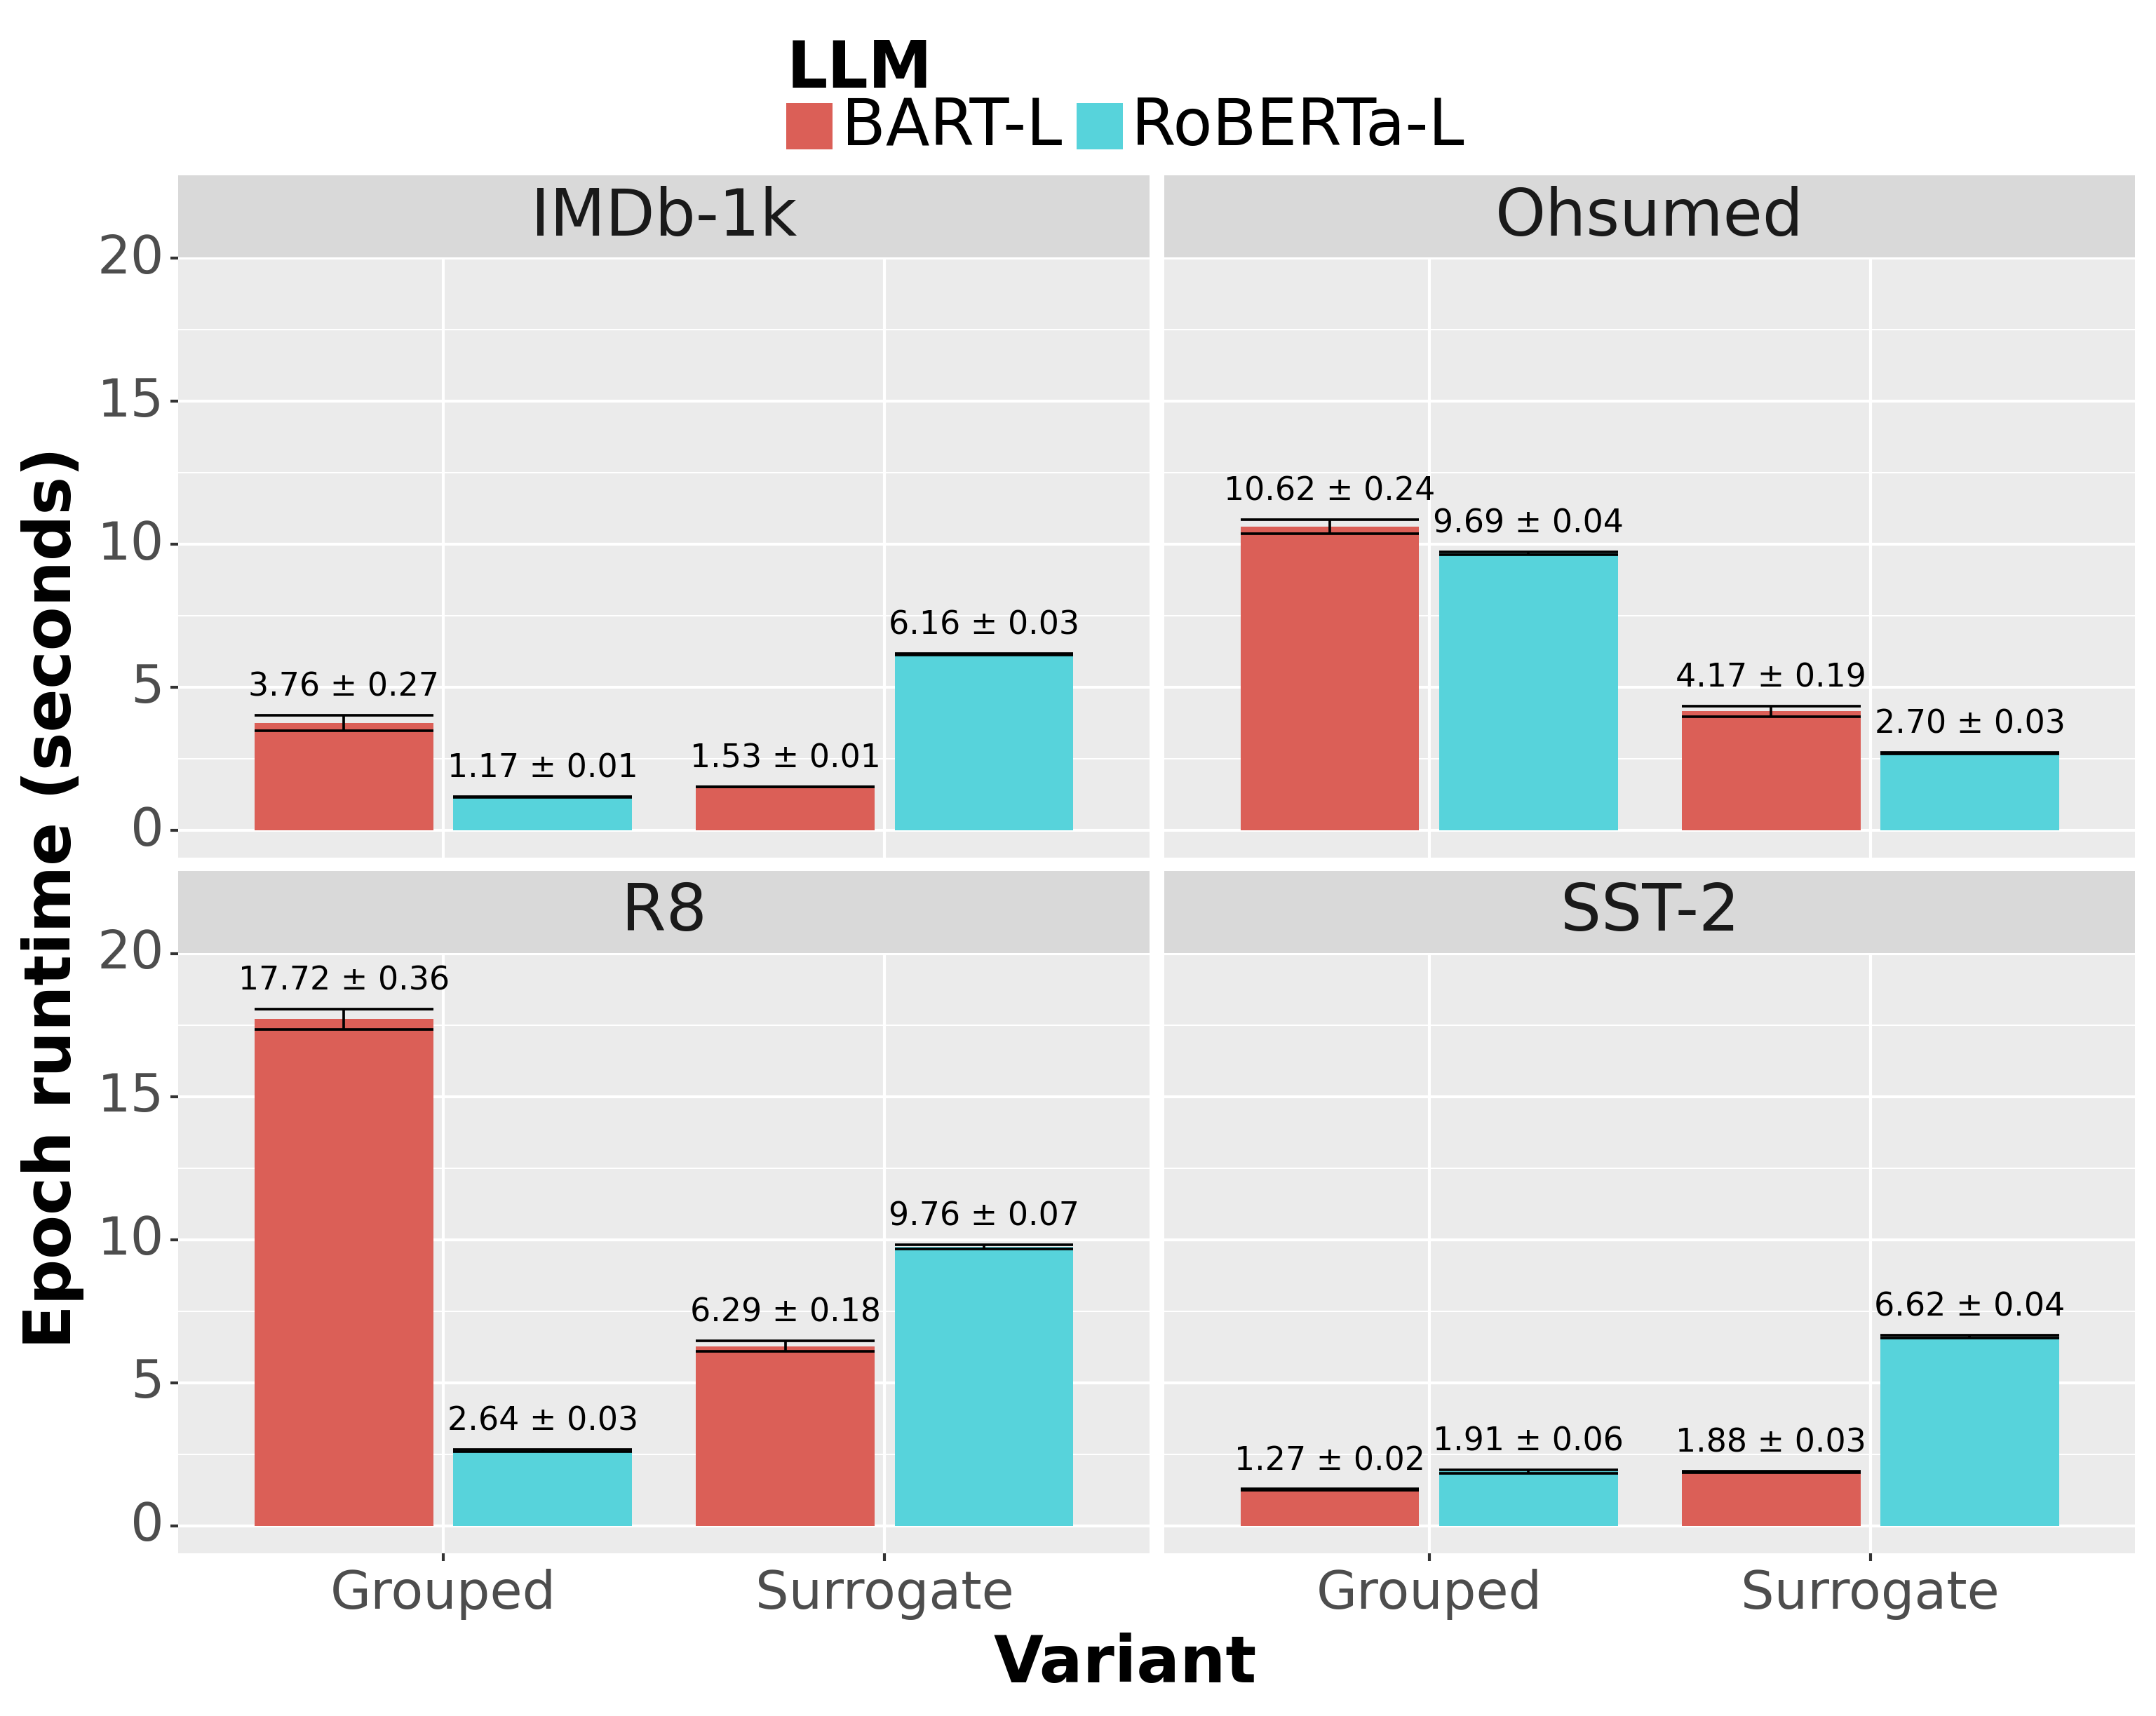 LLM
BART-L RoBERTa-L
IMDb-1k
Ohsumed
Epoch runtime (seconds)
20
15
10
5
0
3.76 ± 0.27
1.17 ± 0.01
1.53 ± 0.01
6.16 ± 0.03
10.62 ± 0.24
9.69 ± 0.04
4.17 ± 0.19
2.70 ± 0.03
R8
SST-2
20
15
10
5
0
17.72 ± 0.36
2.64 ± 0.03
6.29 ± 0.18
9.76 ± 0.07
1.27 ± 0.02
1.91 ± 0.06
1.88 ± 0.03
6.62 ± 0.04
Grouped Surrogate
Grouped Surrogate
Variant